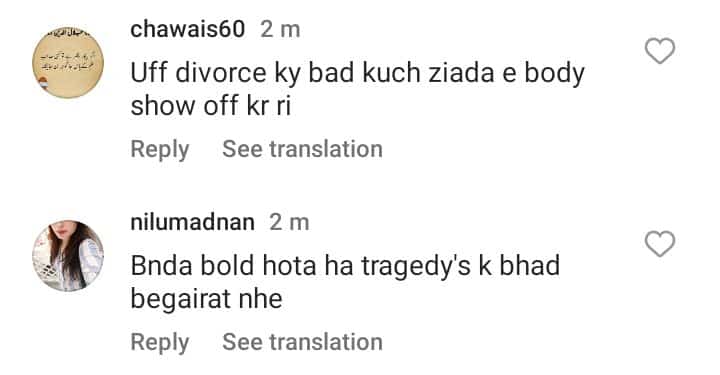 chawais60 2 m
Uff divorce ky bad kuch ziada e body
show off kr ri
Reply See translation
nilumadnan 2 m
Bnda bold hota ha tragedy's k bhad
begairat nhe
Reply See translation